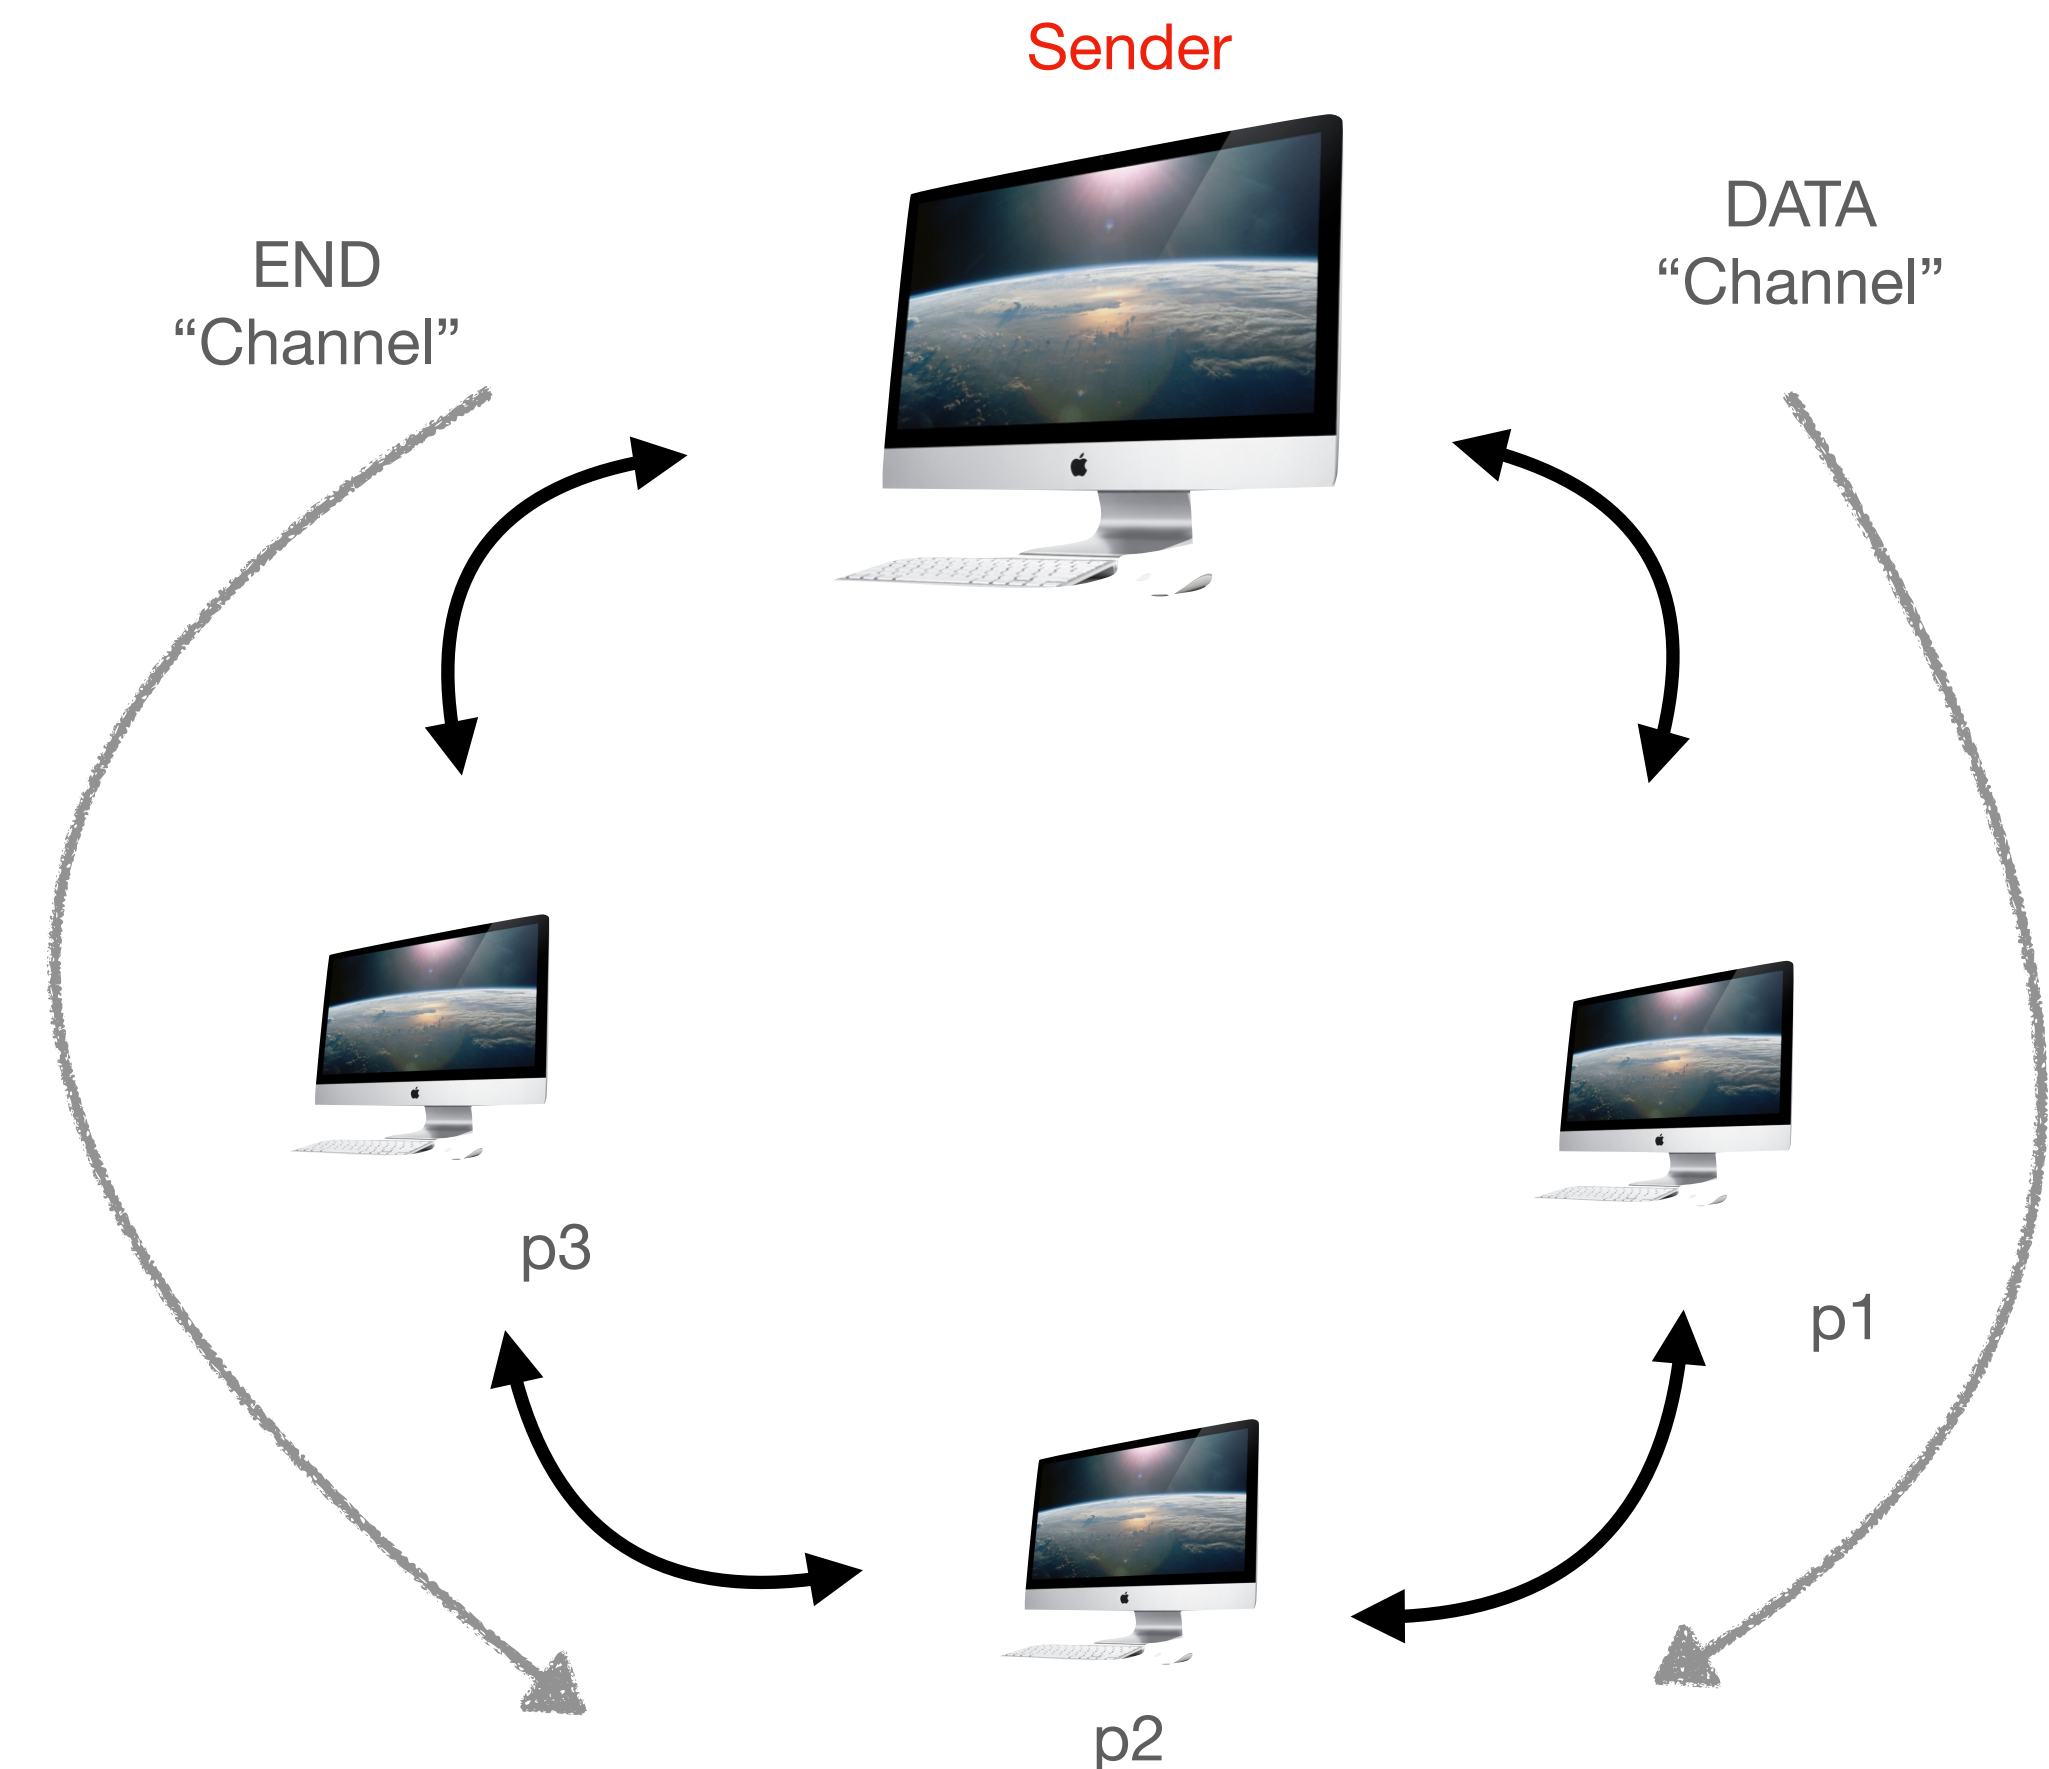 Sender
END
“Channel”
DATA
“Channel”
p3
p1
p2